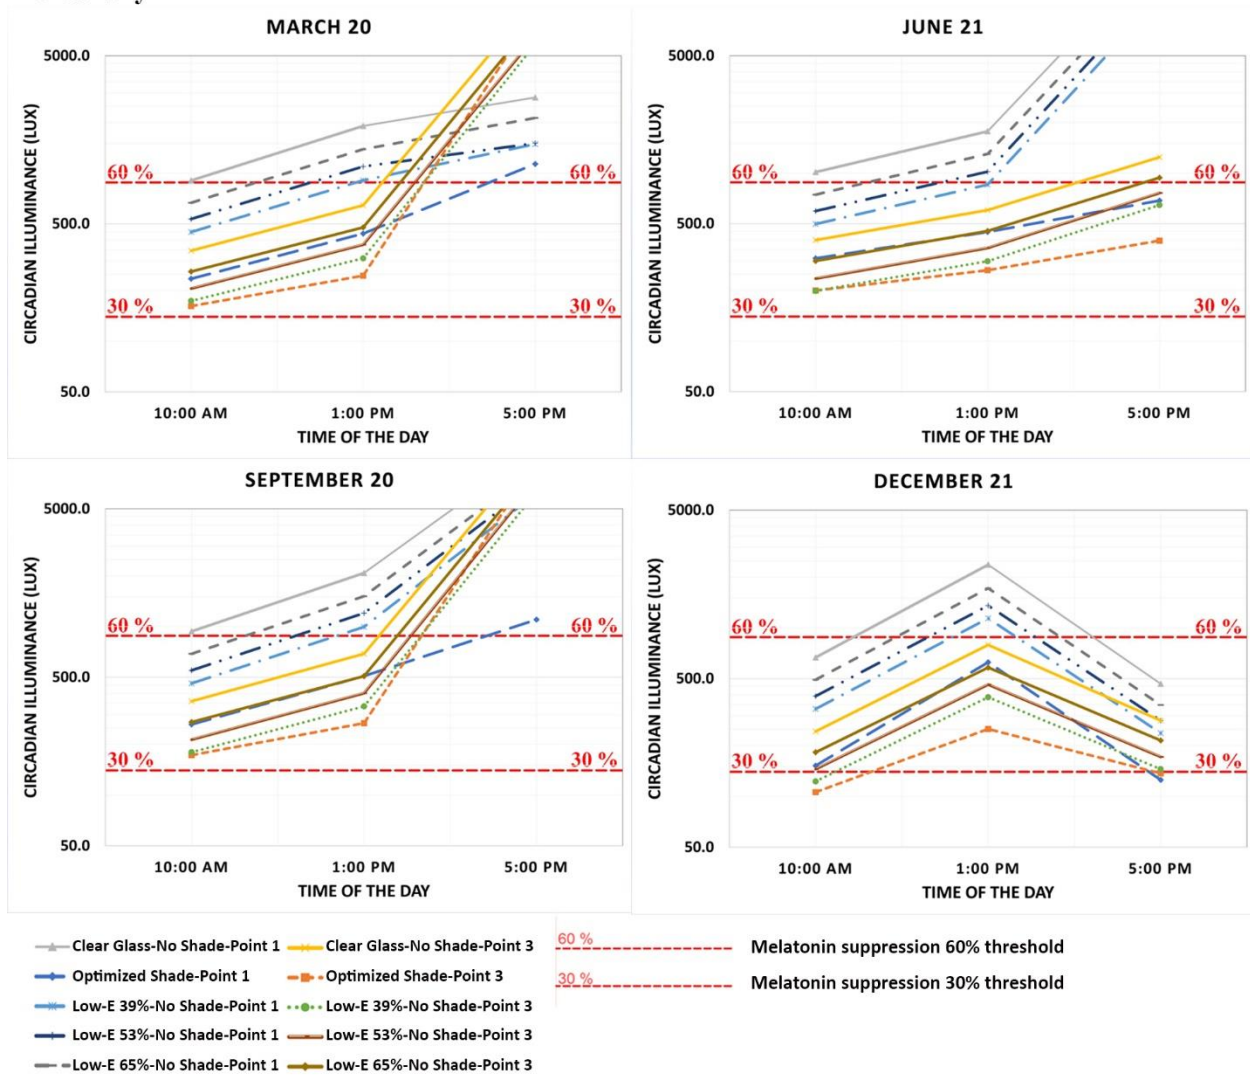 MARCH 20
CIRCADIAN ILLUMINANCE (LUX)
5000.0
500.0
50.0
60 %
60 %
30 %
30 %
10:00 AM
1:00 PM
5:00 PM
TIME OF THE DAY
JUNE 21
CIRCADIAN ILLUMINANCE (LUX)
5000.0
500.0
50.0
60 %
60 %
30 %
30 %
10:00 AM
1:00 PM
5:00 PM
TIME OF THE DAY
SEPTEMBER 20
CIRCADIAN ILLUMINANCE (LUX)
5000.0
500.0
50.0
60 %
60 %
30 %
30 %
10:00 AM
1:00 PM
5:00 PM
TIME OF THE DAY
DECEMBER 21
CIRCADIAN ILLUMINANCE (LUX)
5000.0
500.0
50.0
60 %
60 %
30 %
30 %
10:00 AM
1:00 PM
5:00 PM
TIME OF THE DAY
Clear Glass-No Shade-Point 1
Clear Glass-No Shade-Point 3
Optimized Shade-Point 1
Optimized Shade-Point 3
Low-E 39%-No Shade-Point 1
Low-E 39%-No Shade-Point 3
Low-E 53%-No Shade-Point 1
Low-E 53%-No Shade-Point 3
Low-E 65%-No Shade-Point 1
Low-E 65%-No Shade-Point 3
60 %
Melatonin suppression 60% threshold
30 %
Melatonin suppression 30% threshold